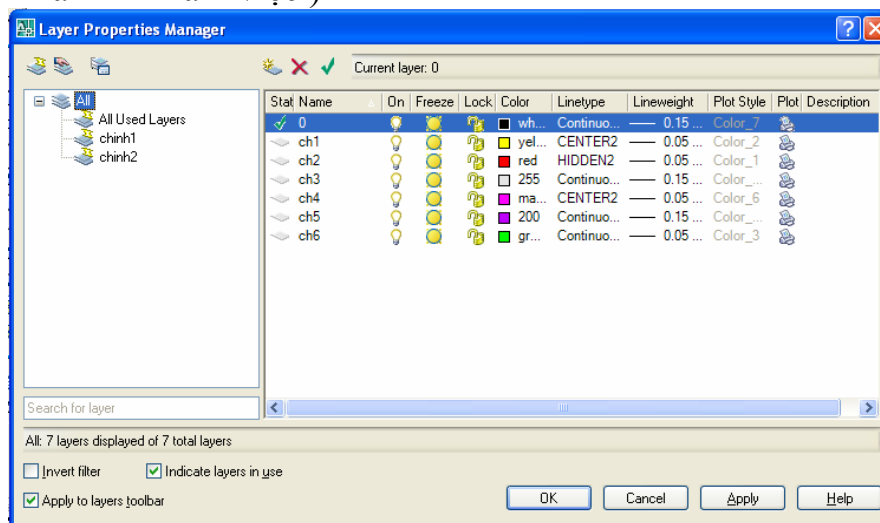 Layer Properties Manager
Current layer: 0
All
All Used Layers
chinh1
chinh2
Stat Name On Freeze Lock Color Linetype Lineweight Plot Style Plot Description
0 wh... Continuo... 0.15 ... Color_7
ch1 yel... CENTER2 0.05 ... Color_2
ch2 red HIDDEN2 0.05 ... Color_1
ch3 255 Continuo... 0.15 ... Color_...
ch4 ma... CENTER2 0.05 ... Color_6
ch5 200 Continuo... 0.15 ... Color_...
ch6 gr... Continuo... 0.05 ... Color_3
Search for layer
All: 7 layers displayed of 7 total layers
Invert filter Indicate layers in use
Apply to layers toolbar
OK Cancel Apply Help